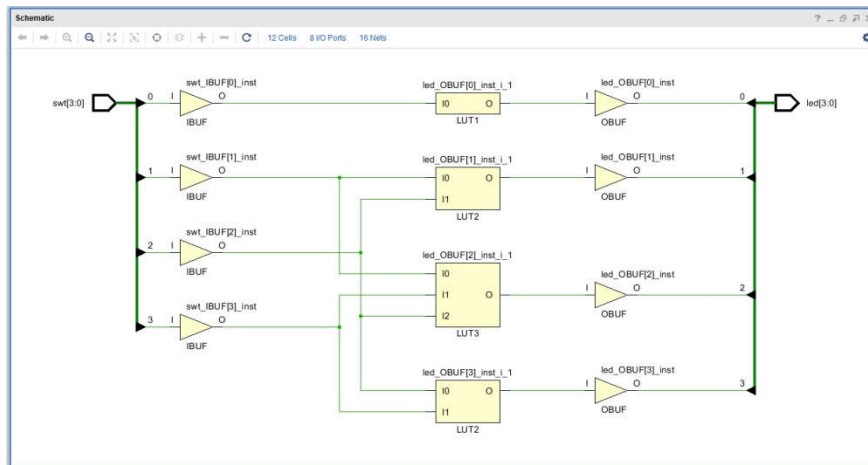 Schematic
12 Cells 8 I/O Ports 16 Nets
swt[3:0]
0
swt_IBUF[0]_inst
I O
IBUF
led_OBUF[0]_inst_i_1
I0 O
LUT1
led_OBUF[0]_inst
I O
OBUF
0
led[3:0]
1
swt_IBUF[1]_inst
I O
IBUF
led_OBUF[1]_inst_i_1
I0 O
I1
LUT2
led_OBUF[1]_inst
I O
OBUF
1
2
swt_IBUF[2]_inst
I O
IBUF
led_OBUF[2]_inst_i_1
I0
I1 O
I2
LUT3
led_OBUF[2]_inst
I O
OBUF
2
3
swt_IBUF[3]_inst
I O
IBUF
led_OBUF[3]_inst_i_1
I0 O
I1
LUT2
led_OBUF[3]_inst
I O
OBUF
3